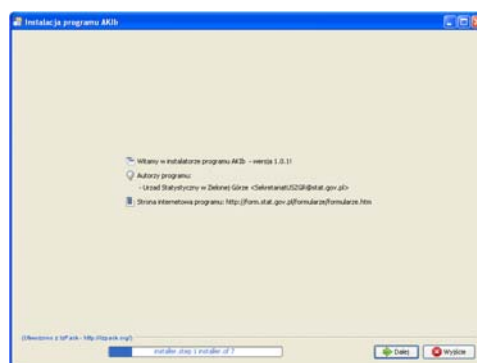 Instalacja programu AKIb
Witamy w instalatorze programu AKIb - wersja 1.0.1!
Autorzy programu:
- Urzad Statystyczny w Zielonej Górze <SekretariatUSZGR@stat.gov.pl>
Strona internetowa programu: http://form.stat.gov.pl/formularze/formularze.htm
(Utworzono z IzPack - http://izpack.org/)
installer.step 1 installer.of 7
Dalej
Wyjście